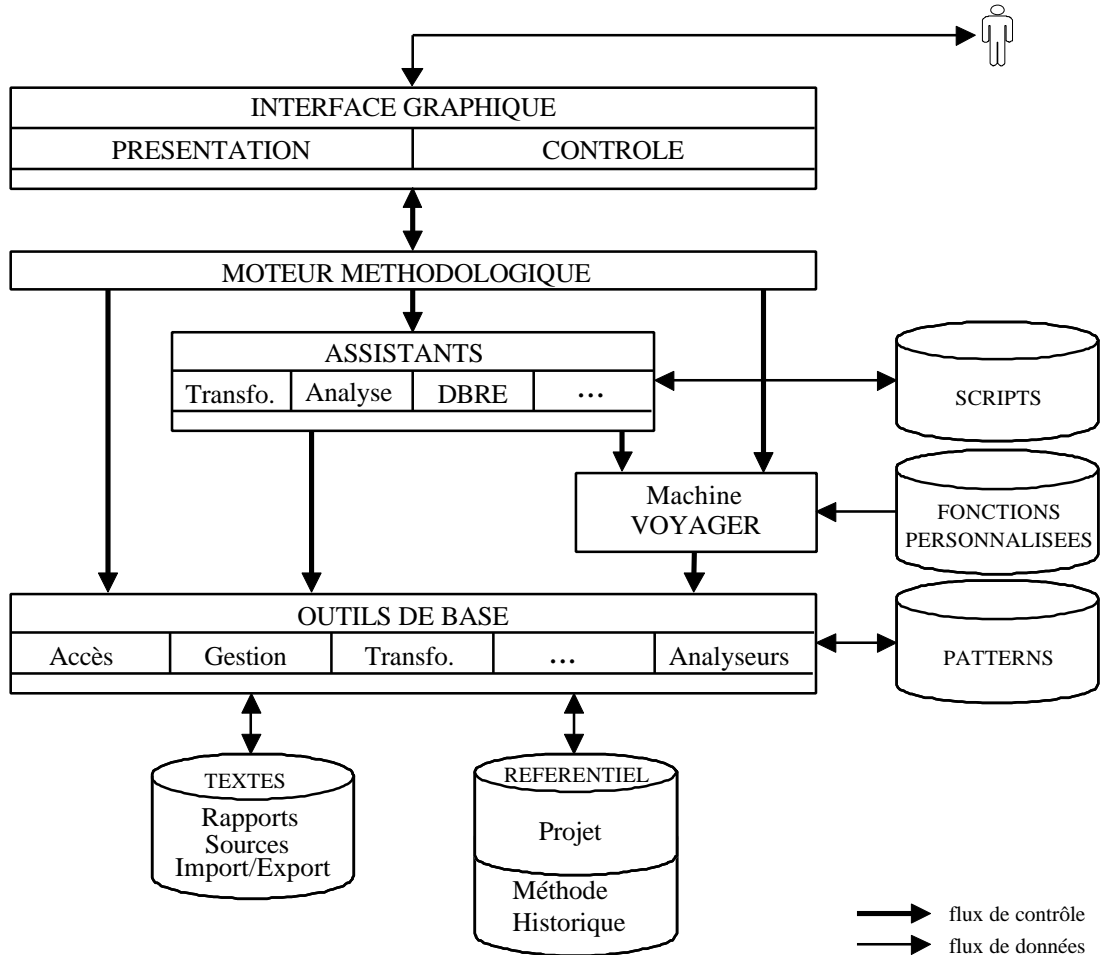 INTERFACE GRAPHIQUE
PRESENTATION
CONTROLE
MOTEUR METHODOLOGIQUE
ASSISTANTS
Transfo.
Analyse
DBRE
...
SCRIPTS
Machine
VOYAGER
FONCTIONS
PERSONNALISEES
OUTILS DE BASE
Accès
Gestion
Transfo.
...
Analyseurs
PATTERNS
TEXTES
Rapports
Sources
Import/Export
REFERENTIEL
Projet
Méthode
Historique
flux de contrôle
flux de données